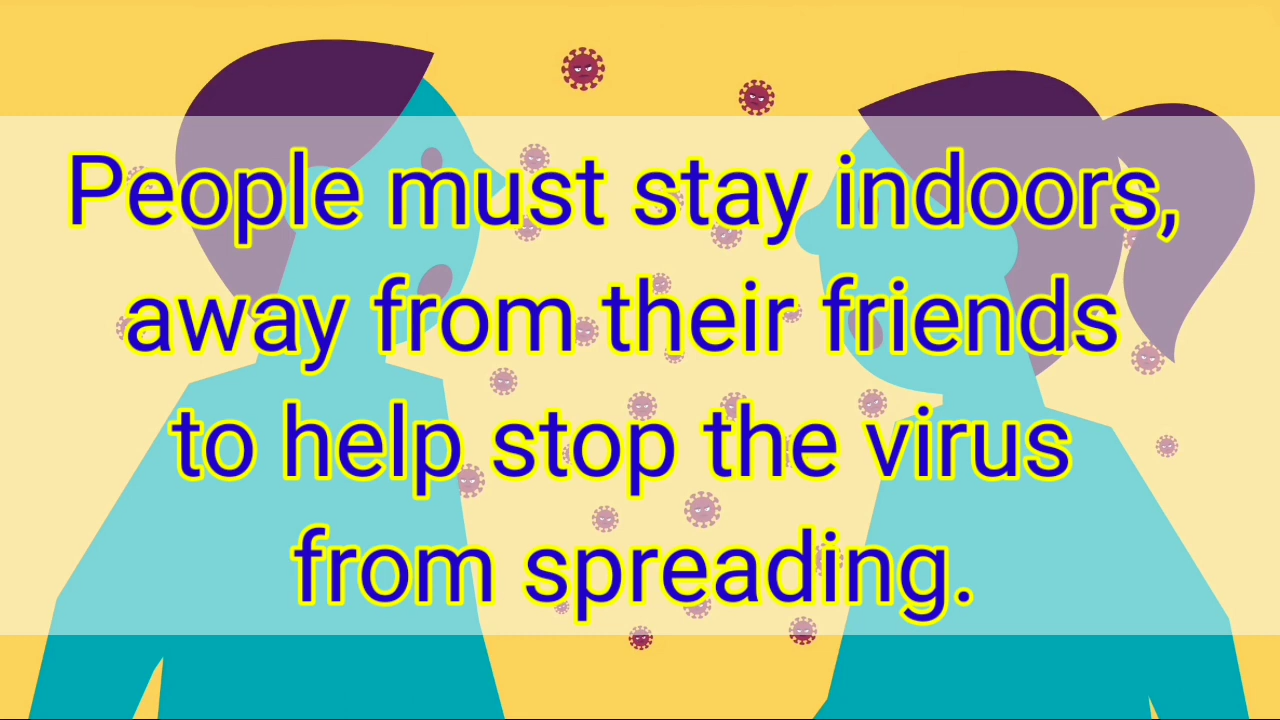 People must stay indoors,
away from their friends
to help stop the virus
from spreading.